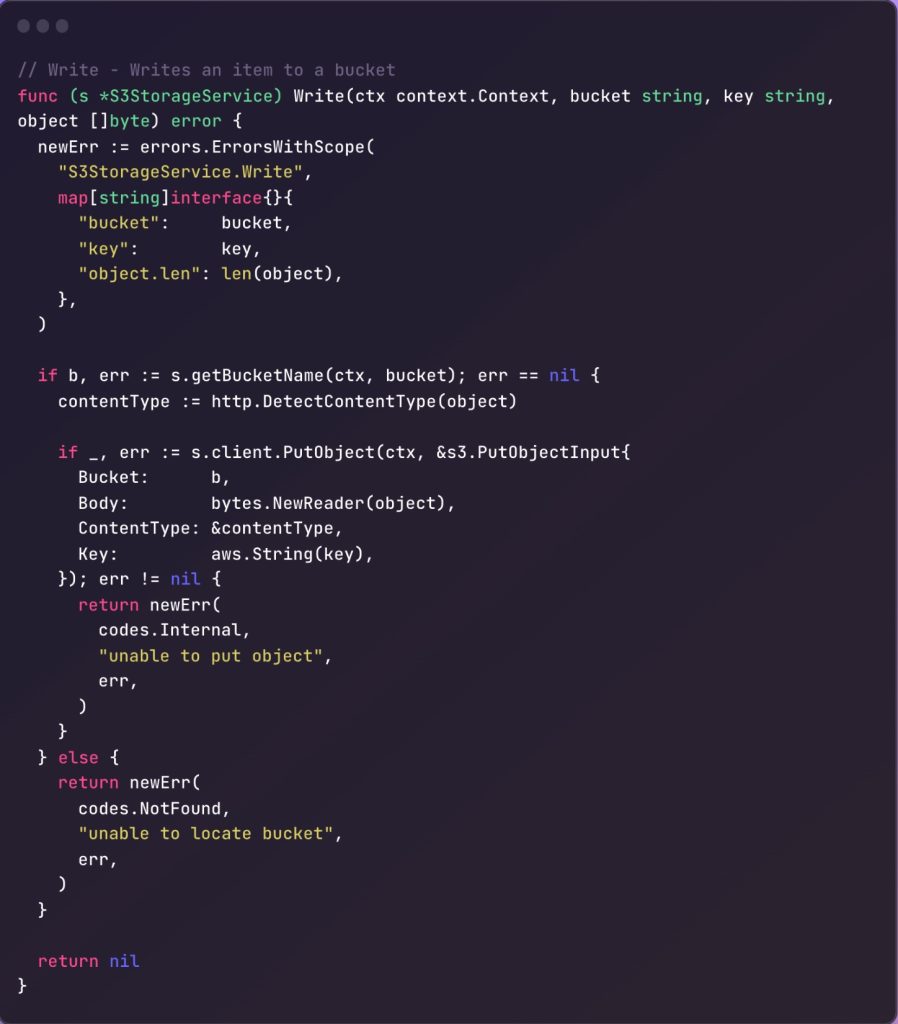 // Write - Writes an item to a bucket
func (s *S3StorageService) Write(ctx context.Context, bucket string, key string,
object []byte) error {
  newErr := errors.ErrorsWithScope(
    "S3StorageService.Write",
    map[string]interface{}{
      "bucket":     bucket,
      "key":        key,
      "object.len": len(object),
    },
  )

  if b, err := s.getBucketName(ctx, bucket); err == nil {
    contentType := http.DetectContentType(object)

    if _, err := s.client.PutObject(ctx, &s3.PutObjectInput{
      Bucket:      b,
      Body:        bytes.NewReader(object),
      ContentType: &contentType,
      Key:         aws.String(key),
    }); err != nil {
      return newErr(
        codes.Internal,
        "unable to put object",
        err,
      )
    }
  } else {
    return newErr(
      codes.NotFound,
      "unable to locate bucket",
      err,
    )
  }

  return nil
}